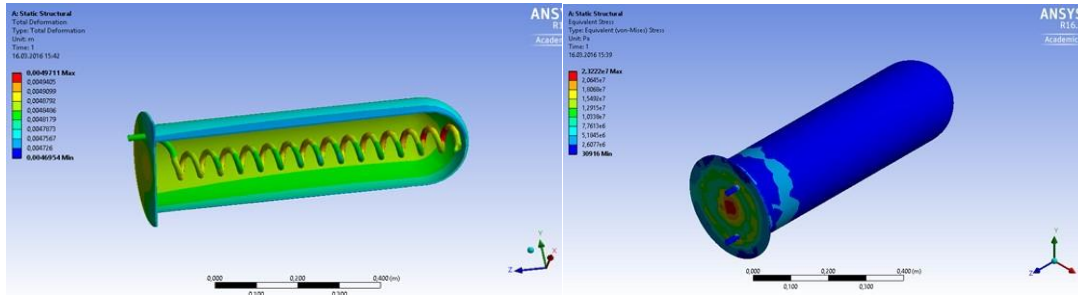 A: Static Structural
Total Deformation
Type: Total Deformation
Unit: m
Time: 1
16.03.2016 15:42
0,0049711 Max
0,0049405
0,0049099
0,0048792
0,0048486
0,0048179
0,0047873
0,0047567
0,004726
0,0046954 Min
ANSYS
Academic
Y
X
Z
0,000
0,200
0,400 (m)
0,100
0,300
A: Static Structural
Equivalent Stress
Type: Equivalent (von-Mises) Stress
Unit: Pa
Time: 1
16.03.2016 15:39
2,3222e7 Max
2,0645e7
1,8068e7
1,5492e7
1,2915e7
1,0338e7
7,7613e6
5,1845e6
2,6077e6
30916 Min
ANSYS
R16.
Academic
Y
Z
X
0,000
0,200
0,400 (m)
0,100
0,300